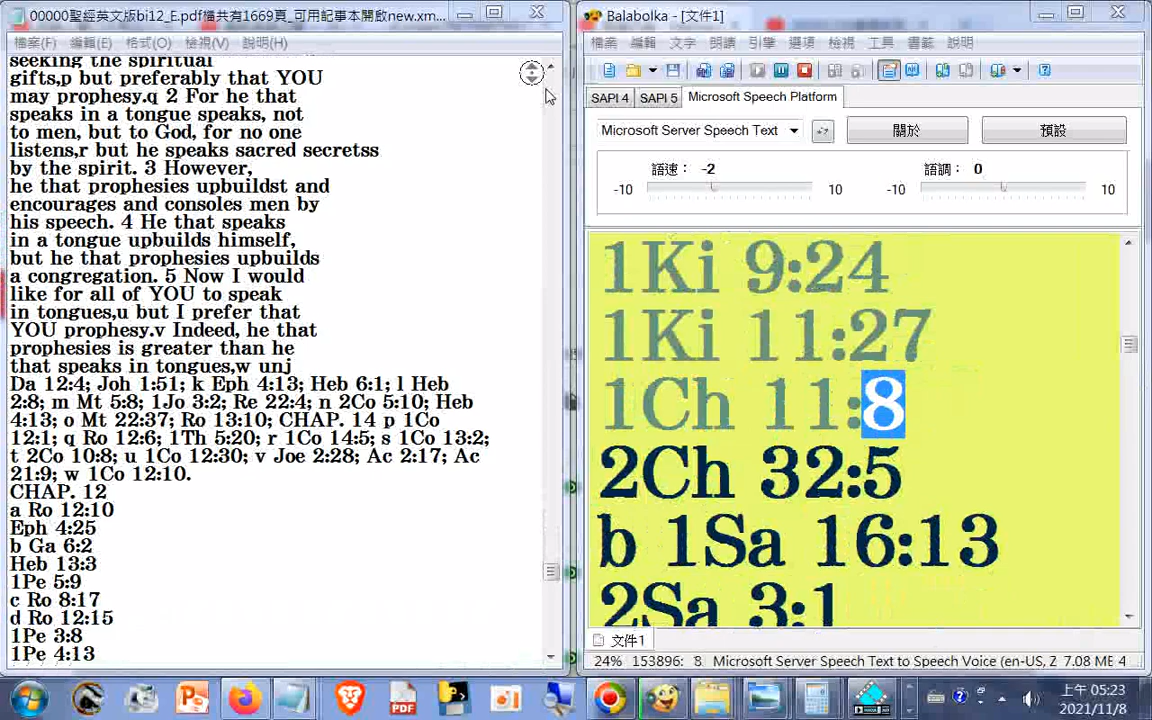 00000聖經英文版bi12_E.pdf檔共有1669頁_可用記事本開啟new.xm...
檔案(F) 編輯(E) 格式(O) 檢視(V) 說明(H)
seeking the spiritual
gifts,p but preferably that YOU
may prophesy.q 2 For he that
speaks in a tongue speaks, not
to men, but to God, for no one
listens,r but he speaks sacred secretss
by the spirit. 3 However,
he that prophesies upbuildst and
encourages and consoles men by
his speech. 4 He that speaks
in a tongue upbuilds himself,
but he that prophesies upbuilds
a congregation. 5 Now I would
like for all of YOU to speak
in tongues,u but I prefer that
YOU prophesy.v Indeed, he that
prophesies is greater than he
that speaks in tongues,w unj
Da 12:4; Joh 1:51; k Eph 4:13; Heb 6:1; l Heb
2:8; m Mt 5:8; 1Jo 3:2; Re 22:4; n 2Co 5:10; Heb
4:13; o Mt 22:37; Ro 13:10; CHAP. 14 p 1Co
12:1; q Ro 12:6; 1Th 5:20; r 1Co 14:5; s 1Co 13:2;
t 2Co 10:8; u 1Co 12:30; v Joe 2:28; Ac 2:17; Ac
21:9; w 1Co 12:10.
CHAP. 12
a Ro 12:10
Eph 4:25
b Ga 6:2
Heb 13:3
1Pe 5:9
c Ro 8:17
d Ro 12:15
1Pe 3:8
1Pe 4:13
Balabolka - [文件1]
檔案 編輯 文字 朗讀 引擎 選項 檢視 工具 書籤 說明
SAPI 4 SAPI 5 Microsoft Speech Platform
Microsoft Server Speech Text 關於 預設
語速： -2 語調： 0
-10 10 -10 10
1Ki 9:24
1Ki 11:27
1Ch 11:8
2Ch 32:5
b 1Sa 16:13
2Sa 3:1
文件1
24% 153896: 8 Microsoft Server Speech Text to Speech Voice (en-US, 2 7.08 MB 4
PDF
上午 05:23
2021/11/8